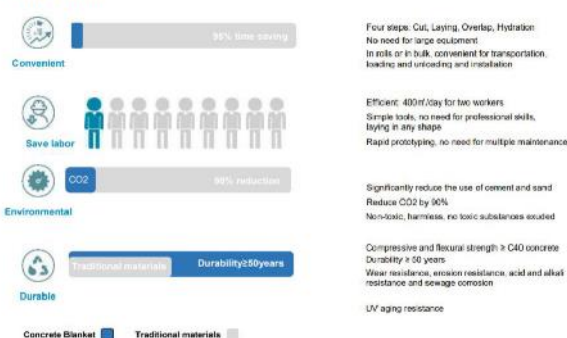 95% time saving
Convenient
Four steps: Cut, Laying, Overlap, Hydration
No need for large equipment
In rolls or in bulk, convenient for transportation,
loading and unloading and installation
Save labor
Efficient: 400㎡/day for two workers
Simple tools, no need for professional skills,
laying in any shape
Rapid prototyping, no need for multiple maintenance
CO2
90% reduction
Environmental
Significantly reduce the use of cement and sand
Reduce CO2 by 90%
Non-toxic, harmless, no toxic substances exuded
Traditional materials
Durability≥50years
Durable
Compressive and flexural strength ≥ C40 concrete
Durability ≥ 50 years
Wear resistance, erosion resistance, acid and alkali
resistance and sewage corrosion
UV aging resistance
Concrete Blanket
Traditional materials